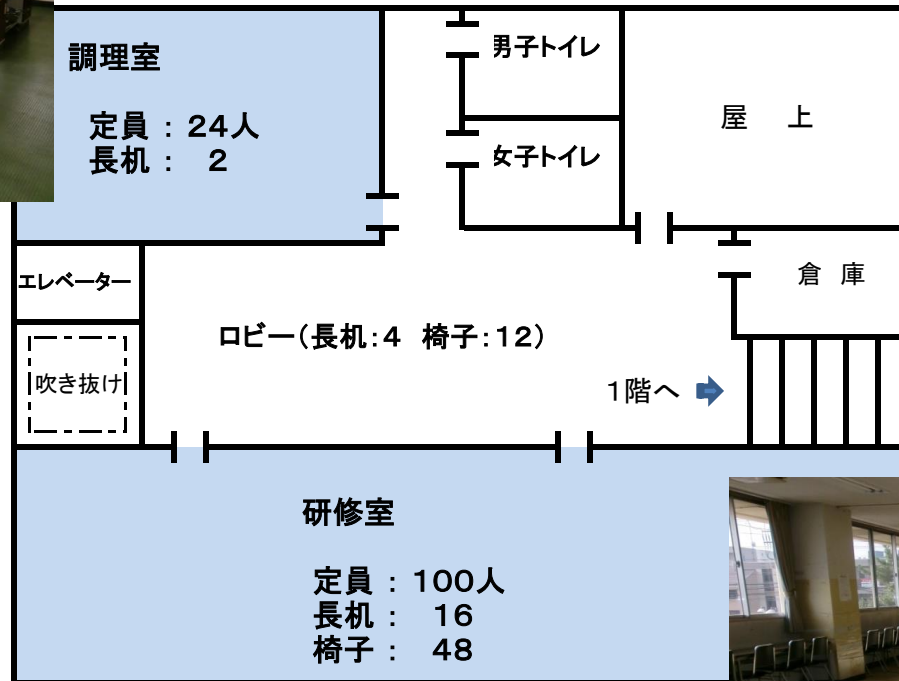 調理室
定員：24人
長机： 2
男子トイレ
女子トイレ
屋 上
倉 庫
エレベーター
吹き抜け
ロビー（長机：4 椅子：12）
1階へ
研修室
定員：100人
長机： 16
椅子： 48